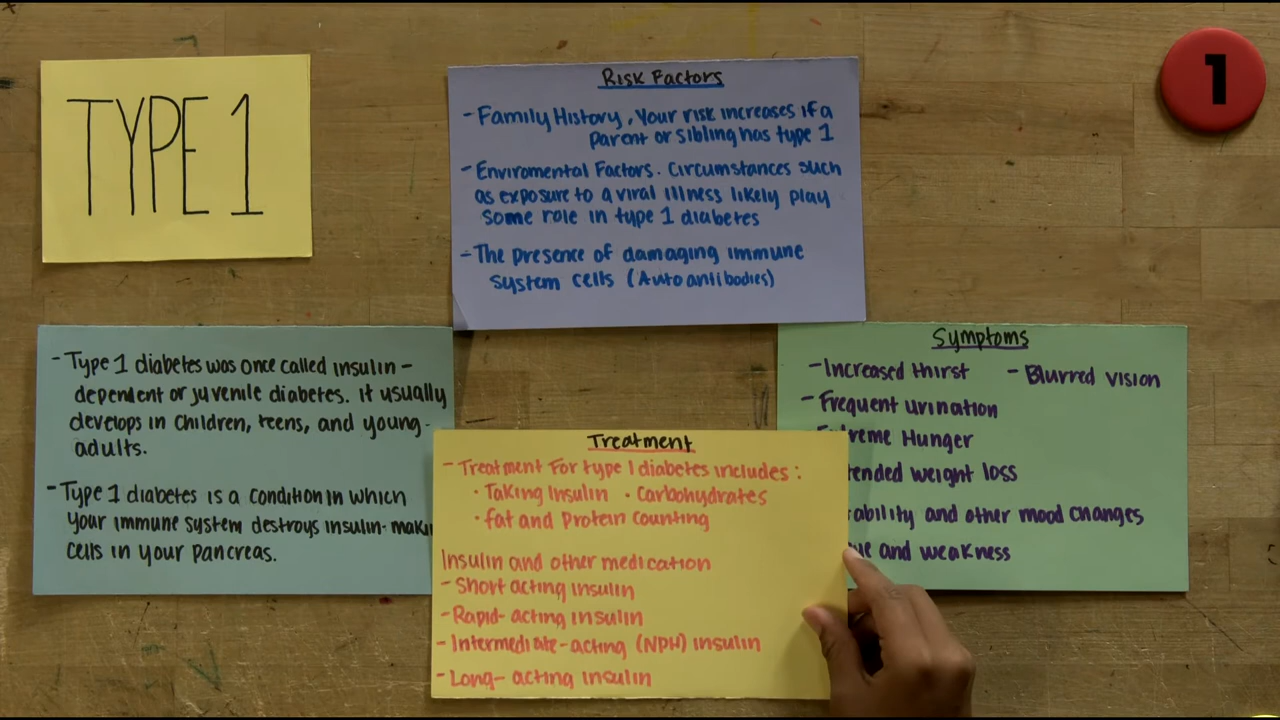 TYPE 1
Risk Factors
- Family History, Your risk increases if a
parent or sibling has type 1
- Enviromental Factors. Circumstances such
as exposure to a viral illness likely play
some role in type 1 diabetes
- The presence of damaging immune
system cells (Autoantibodies)
1
- Type 1 diabetes was once called insulin-
dependent or juvenile diabetes. it usually
develops in children, teens, and young-
adults.
- Type 1 diabetes is a condition in which
your immune system destroys insulin-
cells in your pancreas.
Treatment
- Treatment for type 1 diabetes includes:
· Taking Insulin · Carbohydrates
· fat and Protein Counting
Insulin and other medication
- Short acting insulin
- Rapid-acting insulin
- Intermediate-acting (NPH) insulin
- Long-acting insulin
Symptoms
- Increased thirst - Blurred vision
- Frequent urination
Hunger
weight loss
and other mood changes
and weakness